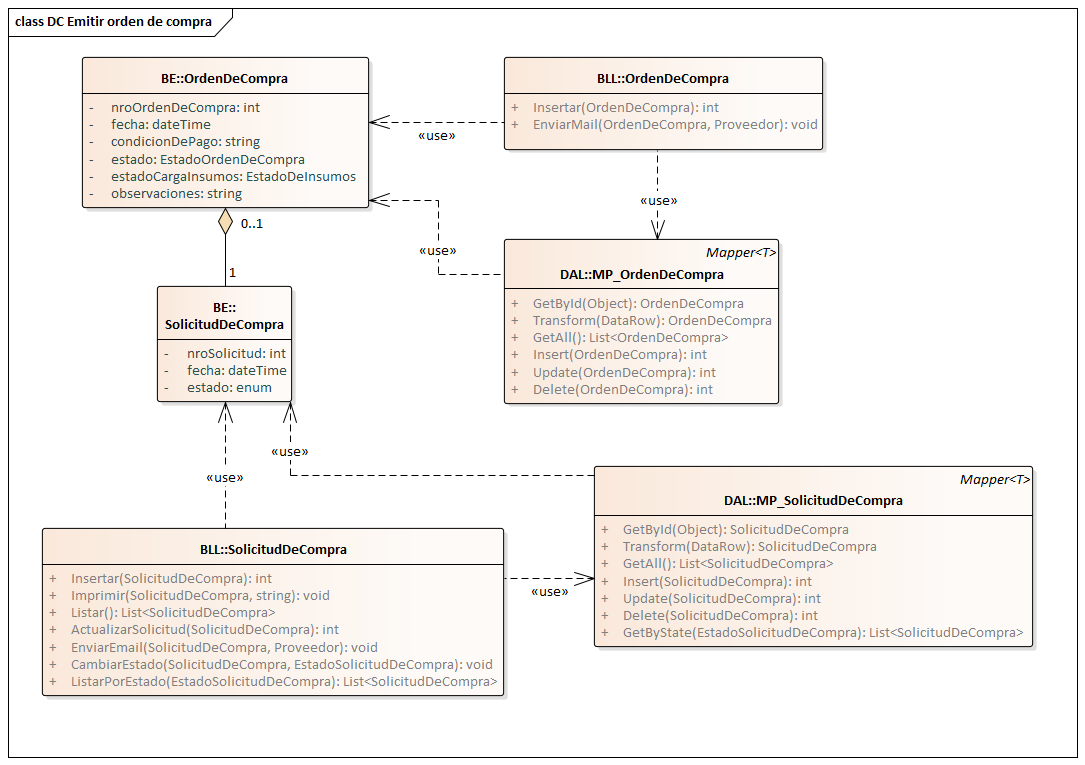 class DC Emitir orden de compra
BE::OrdenDeCompra
- nroOrdenDeCompra: int
- fecha: dateTime
- condicionDePago: string
- estado: EstadoOrdenDeCompra
- estadoCargaInsumos: EstadoDeInsumos
- observaciones: string
BLL::OrdenDeCompra
+ Insertar(OrdenDeCompra): int
+ EnviarMail(OrdenDeCompra, Proveedor): void
«use»
«use»
«use»
0..1
1
Mapper<T>
DAL::MP_OrdenDeCompra
+ GetById(Object): OrdenDeCompra
+ Transform(DataRow): OrdenDeCompra
+ GetAll(): List<OrdenDeCompra>
+ Insert(OrdenDeCompra): int
+ Update(OrdenDeCompra): int
+ Delete(OrdenDeCompra): int
BE::
SolicitudDeCompra
- nroSolicitud: int
- fecha: dateTime
- estado: enum
«use»
«use»
Mapper<T>
DAL::MP_SolicitudDeCompra
+ GetById(Object): SolicitudDeCompra
+ Transform(DataRow): SolicitudDeCompra
+ GetAll(): List<SolicitudDeCompra>
+ Insert(SolicitudDeCompra): int
+ Update(SolicitudDeCompra): int
+ Delete(SolicitudDeCompra): int
+ GetByState(EstadoSolicitudDeCompra): List<SolicitudDeCompra>
BLL::SolicitudDeCompra
+ Insertar(SolicitudDeCompra): int
+ Imprimir(SolicitudDeCompra, string): void
+ Listar(): List<SolicitudDeCompra>
+ ActualizarSolicitud(SolicitudDeCompra): int
+ EnviarEmail(SolicitudDeCompra, Proveedor): void
+ CambiarEstado(SolicitudDeCompra, EstadoSolicitudDeCompra): void
+ ListarPorEstado(EstadoSolicitudDeCompra): List<SolicitudDeCompra>
«use»